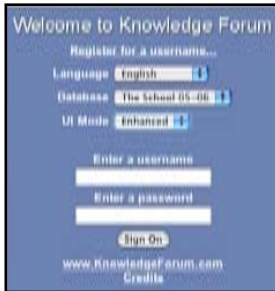 Welcome to Knowledge Forum
Register for a username...
Language English
Database The School 05-06
UI Mode Enhanced
Enter a username
Enter a password
Sign On
www.KnowledgeForum.com
Credits